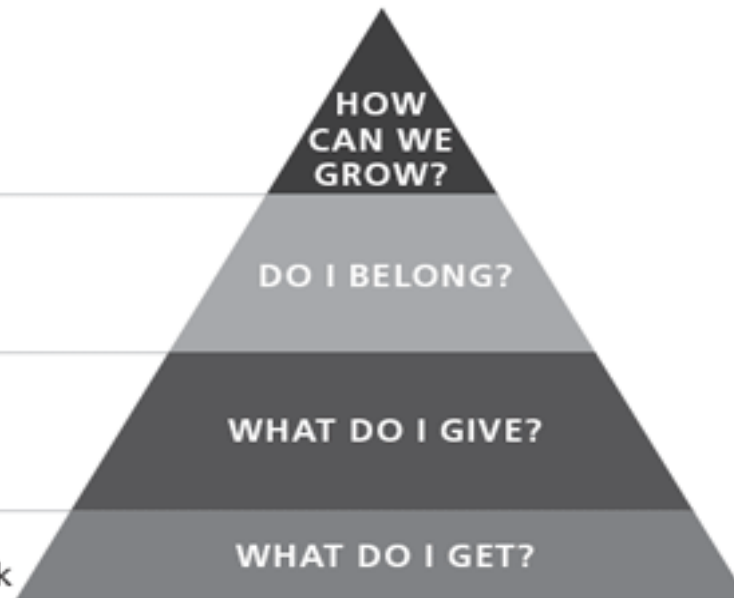 HOW
CAN WE
GROW?
DO I BELONG?
WHAT DO I GIVE?
WHAT DO I GET?
k